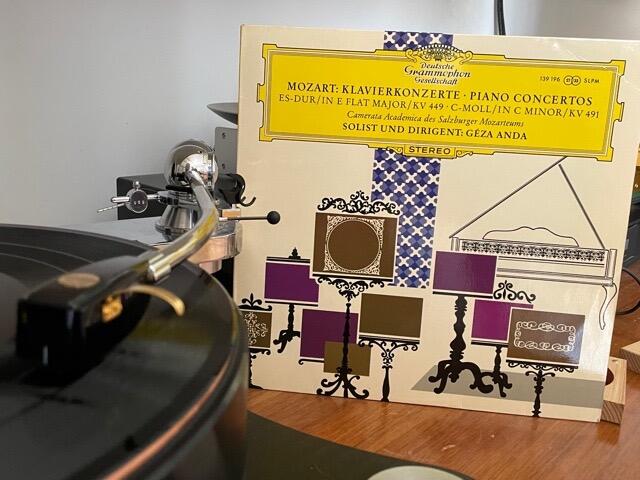 Deutsche
Grammophon
Gesellschaft
139 196 SLPM
MOZART: KLAVIERKONZERTE · PIANO CONCERTOS
ES-DUR/IN E FLAT MAJOR/KV 449 · C-MOLL/IN C MINOR/KV 491
Camerata Academica des Salzburger Mozarteums
SOLIST UND DIRIGENT: GÉZA ANDA
STEREO